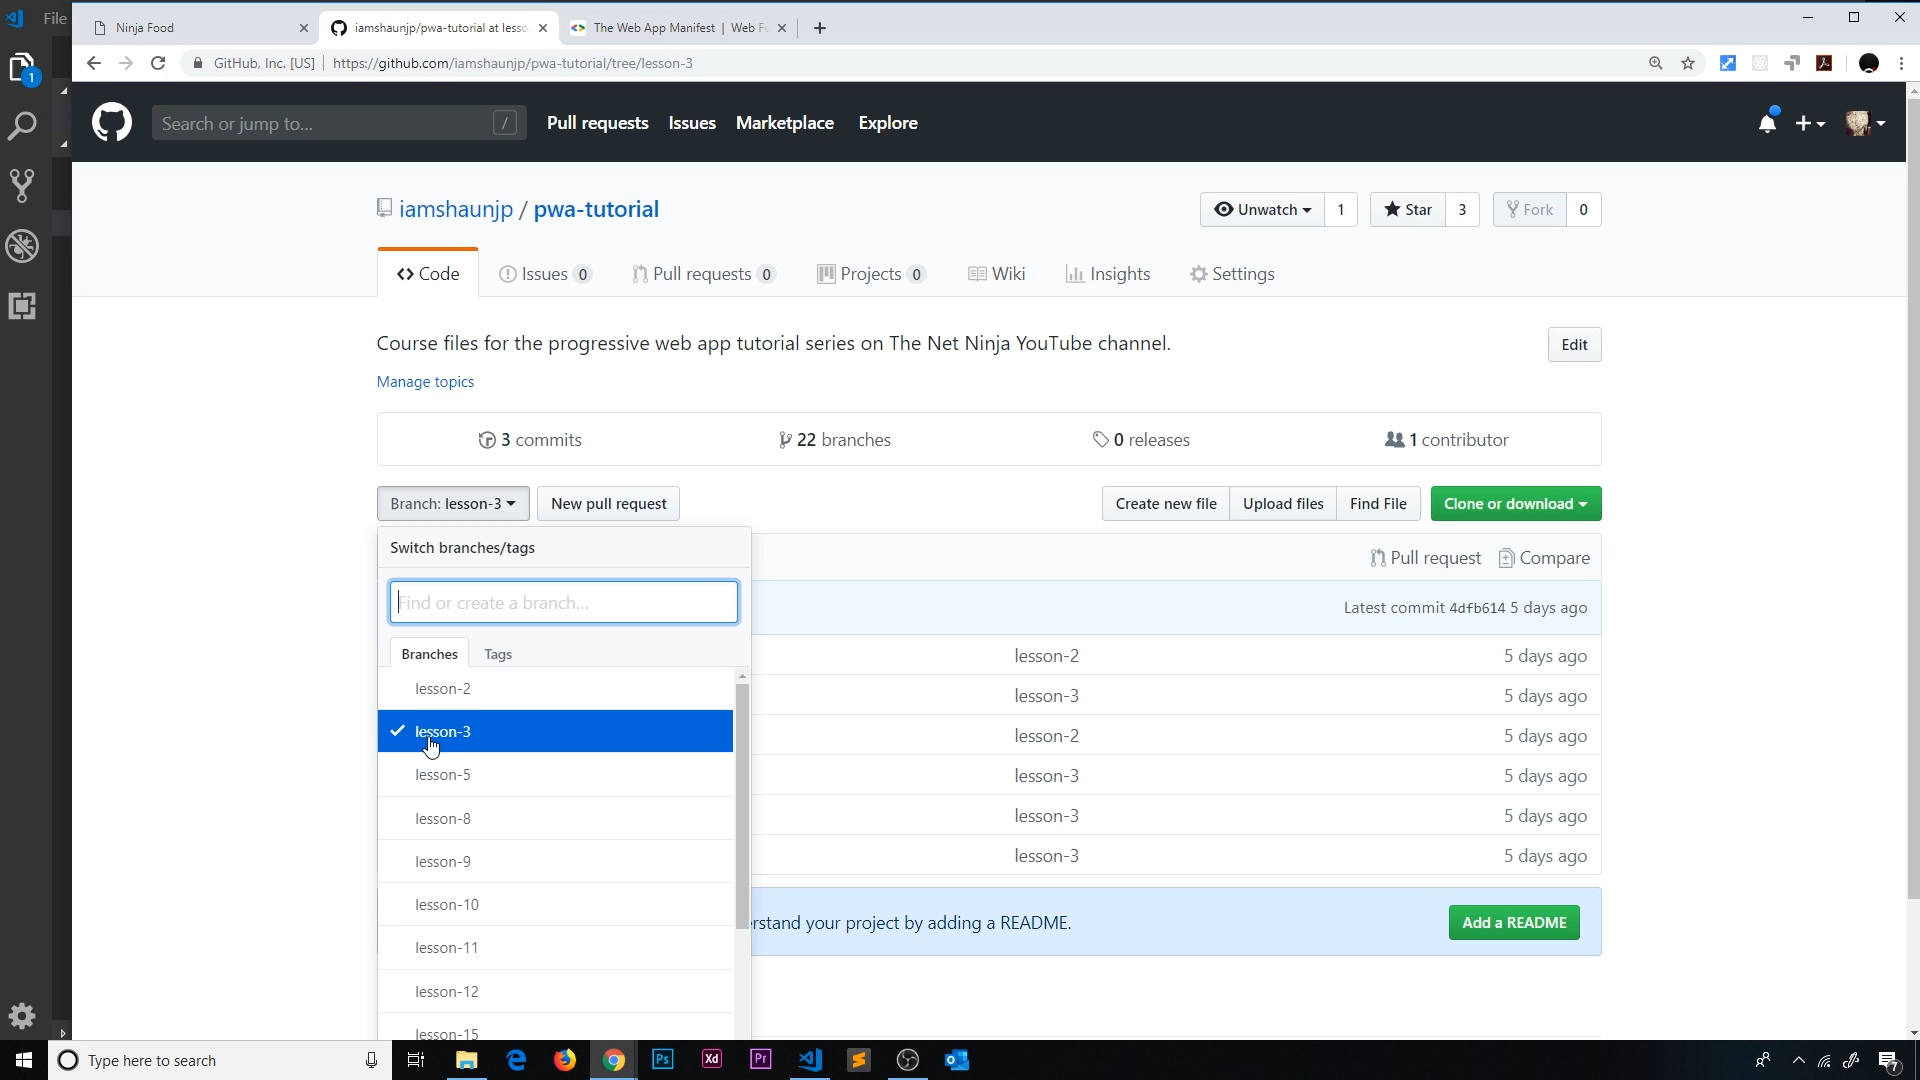 File
Ninja Food
iamshaunjp/pwa-tutorial at lesso
The Web App Manifest | Web Fu
1
GitHub, Inc. [US] | https://github.com/iamshaunjp/pwa-tutorial/tree/lesson-3
Search or jump to... /
Pull requests Issues Marketplace Explore
iamshaunjp / pwa-tutorial
Unwatch 1 Star 3 Fork 0
<> Code Issues 0 Pull requests 0 Projects 0 Wiki Insights Settings
Course files for the progressive web app tutorial series on The Net Ninja YouTube channel.
Edit
Manage topics
3 commits 22 branches 0 releases 1 contributor
Branch: lesson-3 New pull request Create new file Upload files Find File Clone or download
Switch branches/tags
Pull request Compare
Find or create a branch...
Latest commit 4dfb614 5 days ago
Branches Tags
lesson-2 5 days ago
lesson-2
lesson-3 5 days ago
lesson-3
lesson-2 5 days ago
lesson-5
lesson-3 5 days ago
lesson-8
lesson-3 5 days ago
lesson-9
lesson-3 5 days ago
lesson-10
rstand your project by adding a README.
Add a README
lesson-11
lesson-12
lesson-15
Type here to search
Ps
Xd
Pr
7